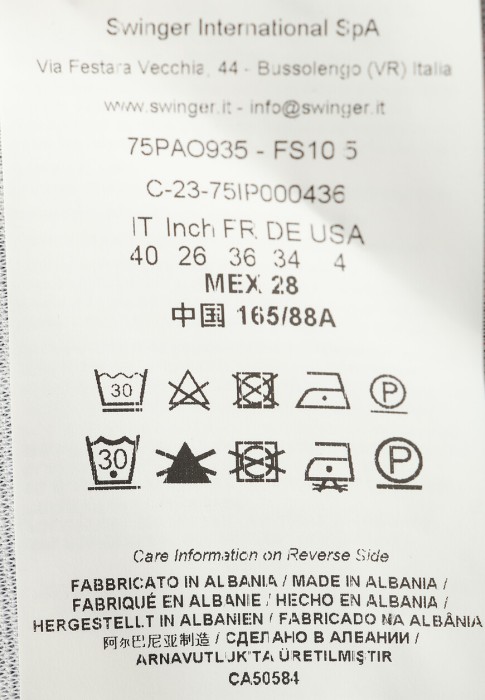 Swinger International SpA
Via Festara Vecchia, 44 - Bussolengo (VR) Italia
www.swinger.it - info@swinger.it
75PAO935 - FS10 5
C-23-75IP000436
IT Inch FR DE USA
40 26 36 34 4
MEX 28
中国 165/88A
30 P
30 P
Care Information on Reverse Side
FABBRICATO IN ALBANIA / MADE IN ALBANIA /
FABRIQUÉ EN ALBANIE / HECHO EN ALBANIA /
HERGESTELLT IN ALBANIEN / FABRICADO NA ALBÂNIA
阿尔巴尼亚制造 / СДЕЛАНО В АЛБАНИИ /
ARNAVUTLUK'TA ÜRETILMIŞTIR
CA50584